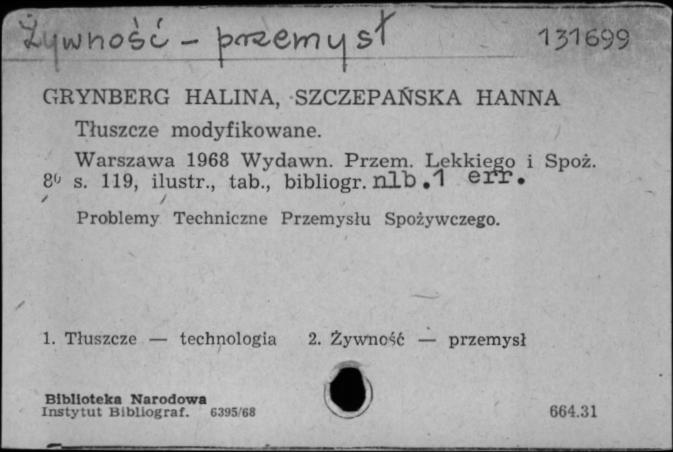 Żywność - przemysł 131699
GRYNBERG HALINA, SZCZEPAŃSKA HANNA
Tłuszcze modyfikowane.
Warszawa 1968 Wydawn. Przem. Lekkiego i Spoż.
8⁰ s. 119, ilustr., tab., bibliogr. nlb.1 err.
Problemy Techniczne Przemysłu Spożywczego.
1. Tłuszcze — technologia 2. Żywność — przemysł
Biblioteka Narodowa
Instytut Bibliograf. 6395/68 664.31